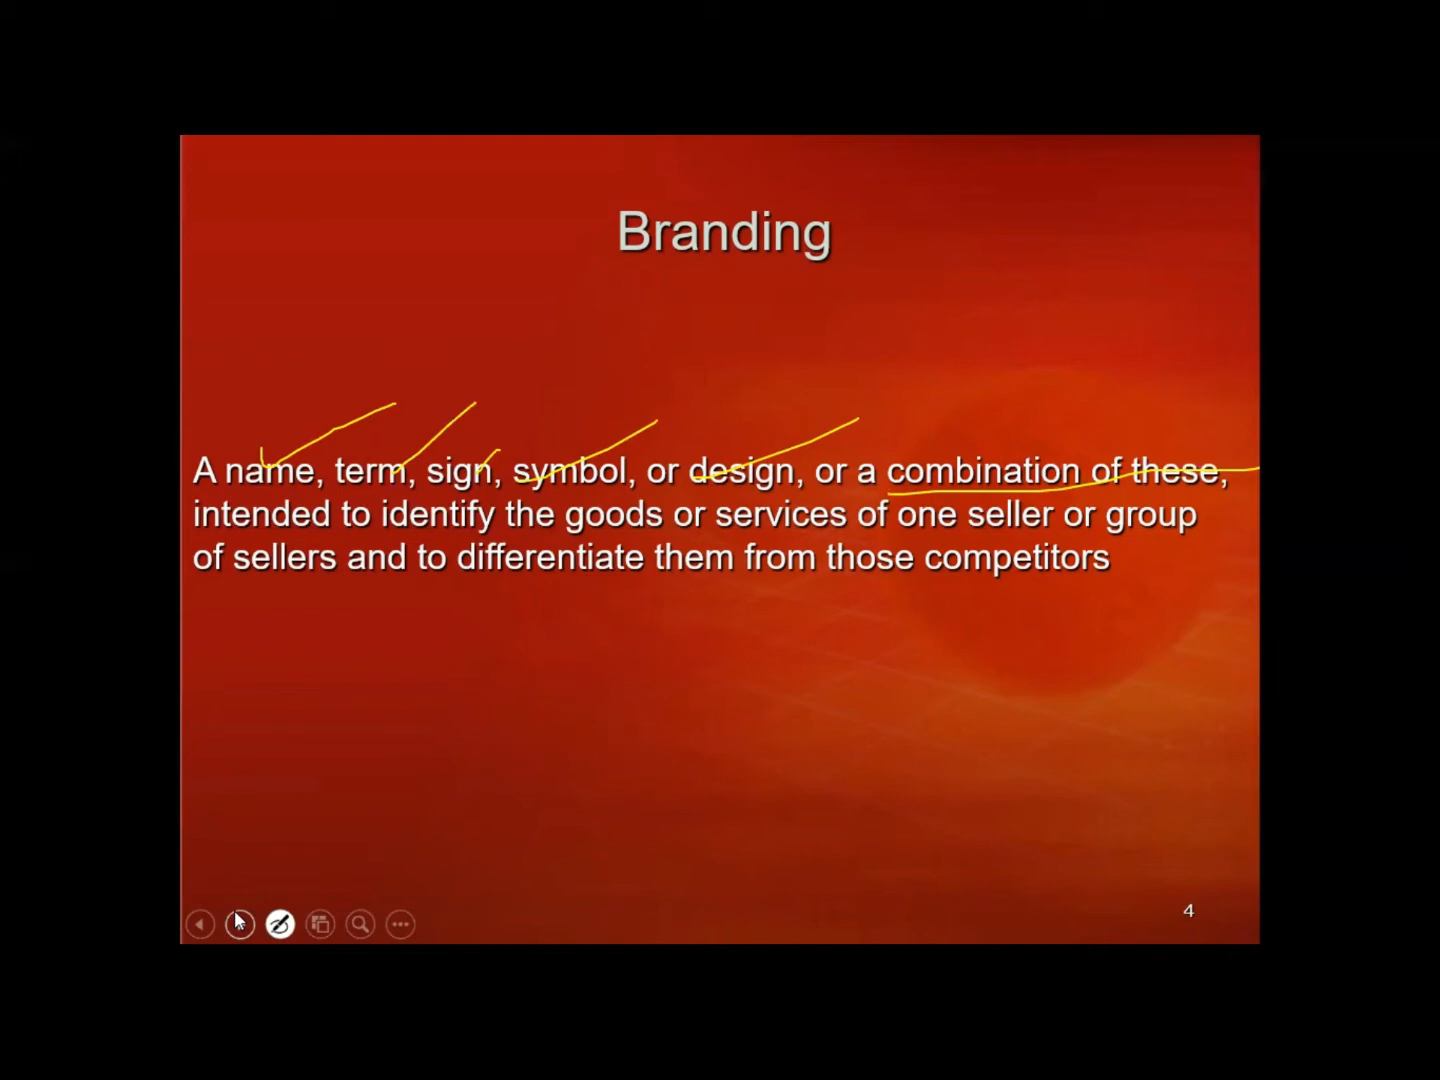 Branding
A name, term, sign, symbol, or design, or a combination of these,
intended to identify the goods or services of one seller or group
of sellers and to differentiate them from those competitors
4